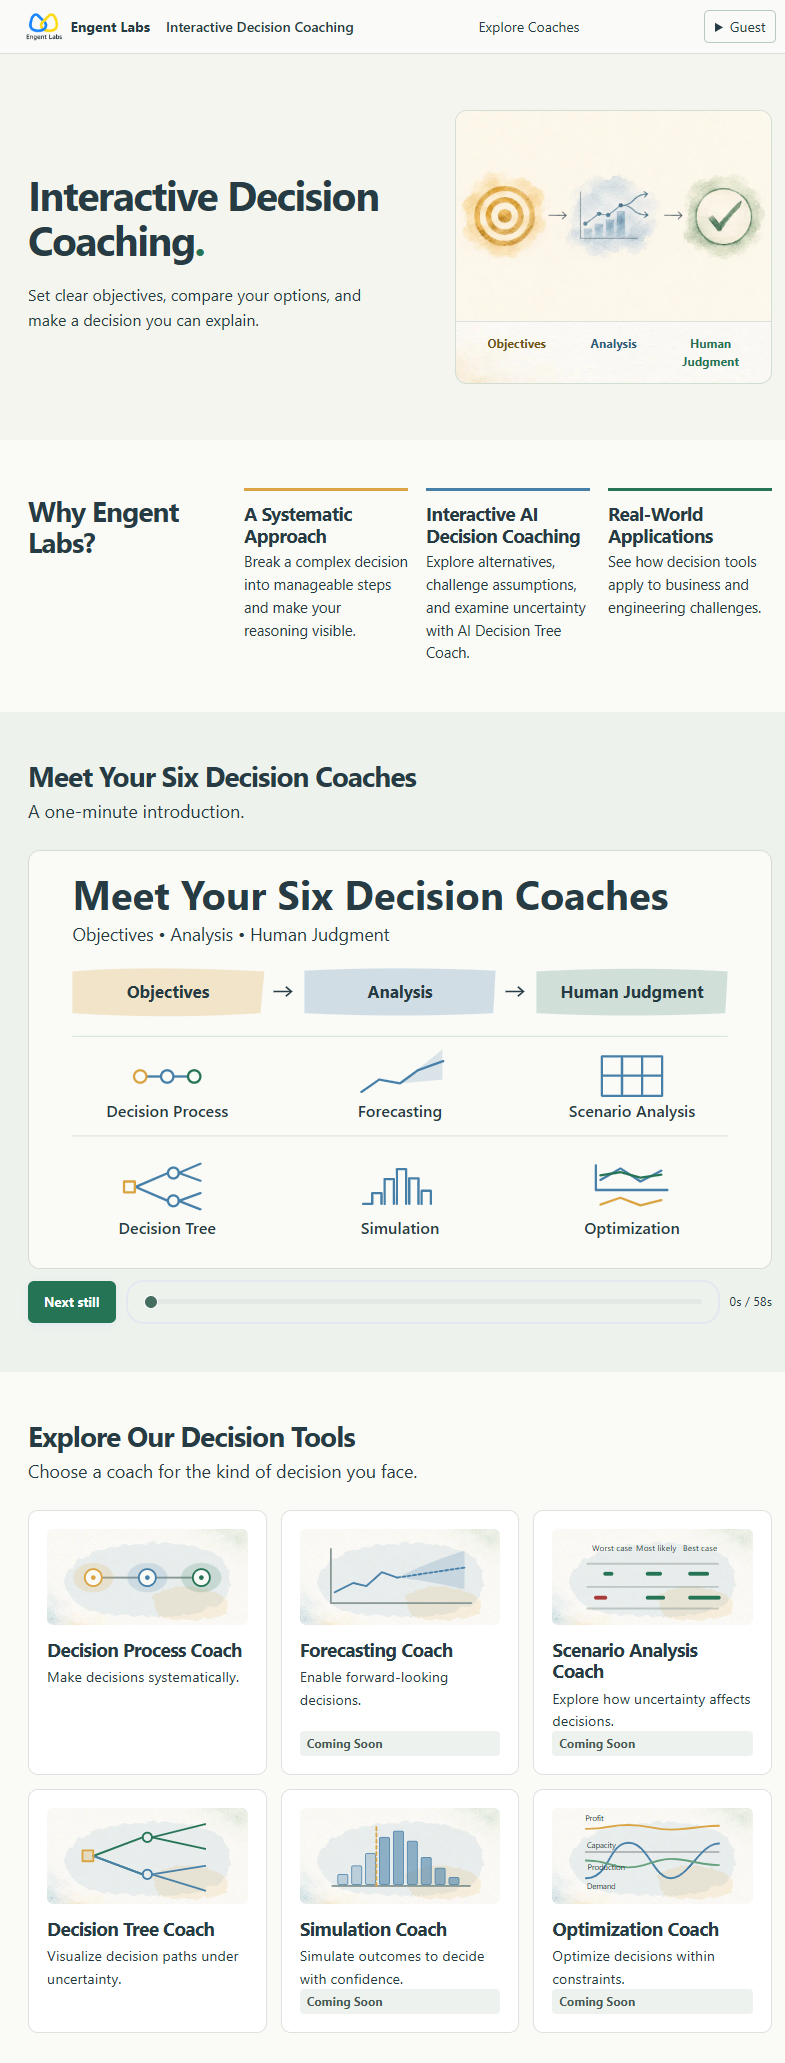 Engent Labs
Engent Labs Interactive Decision Coaching Explore Coaches ▶ Guest
Interactive Decision
Coaching.
Set clear objectives, compare your options, and
make a decision you can explain.
Objectives Analysis Human
Judgment
Why Engent
Labs?
A Systematic
Approach
Break a complex decision
into manageable steps
and make your
reasoning visible.
Interactive AI
Decision Coaching
Explore alternatives,
challenge assumptions,
and examine uncertainty
with AI Decision Tree
Coach.
Real-World
Applications
See how decision tools
apply to business and
engineering challenges.
Meet Your Six Decision Coaches
A one-minute introduction.
Meet Your Six Decision Coaches
Objectives • Analysis • Human Judgment
Objectives → Analysis → Human Judgment
Decision Process Forecasting Scenario Analysis
Decision Tree Simulation Optimization
Next still 0s / 58s
Explore Our Decision Tools
Choose a coach for the kind of decision you face.
Decision Process Coach
Make decisions systematically.
Forecasting Coach
Enable forward-looking
decisions.
Coming Soon
Worst case Most likely Best case
Scenario Analysis
Coach
Explore how uncertainty affects
decisions.
Coming Soon
Decision Tree Coach
Visualize decision paths under
uncertainty.
Simulation Coach
Simulate outcomes to decide
with confidence.
Coming Soon
Profit
Capacity
Production
Demand
Optimization Coach
Optimize decisions within
constraints.
Coming Soon